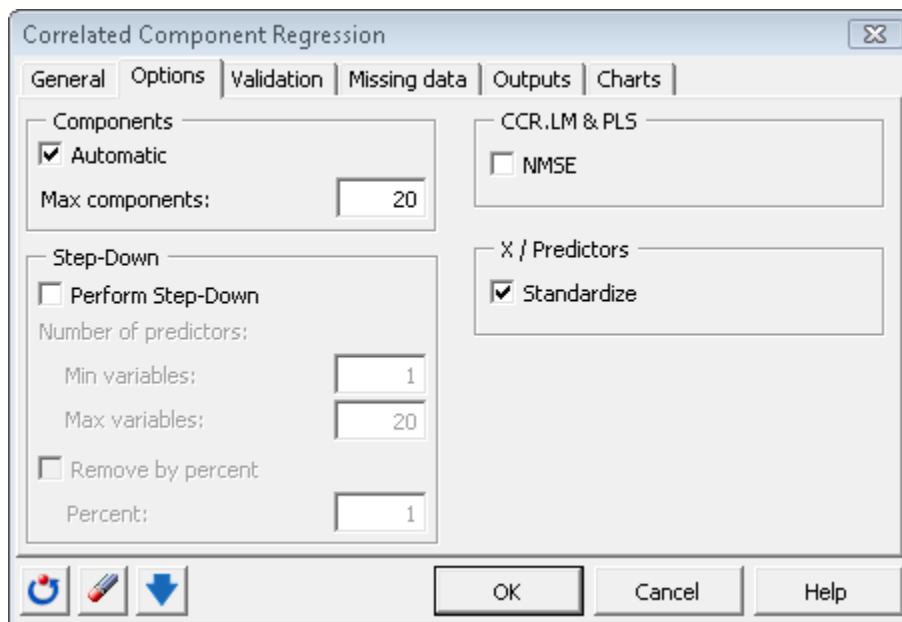 Correlated Component Regression
General
Options
Validation
Missing data
Outputs
Charts
Components
Automatic
Max components:
20
Step-Down
Perform Step-Down
Number of predictors:
Min variables:
1
Max variables:
20
Remove by percent
Percent:
1
CCR.LM & PLS
NMSE
X / Predictors
Standardize
OK
Cancel
Help